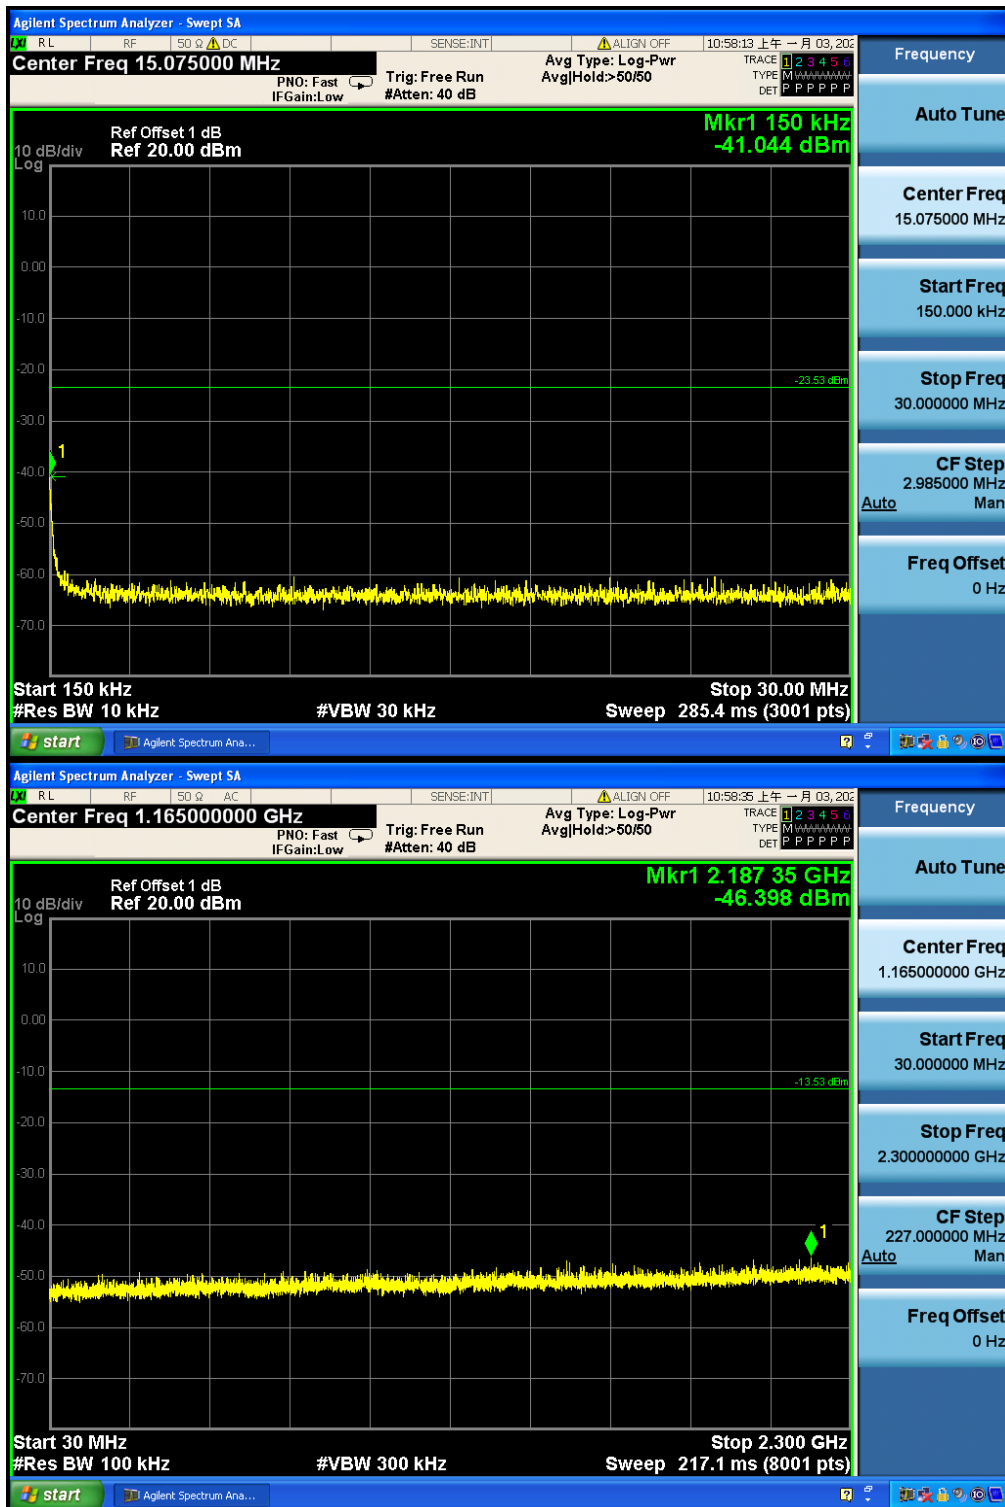 Agilent Spectrum Analyzer - Swept SA
LXI RL RF 50 Ω DC SENSE:INT ALIGN OFF 10:58:13 上午 一月 03, 202
Center Freq 15.075000 MHz
PNO: Fast
IFGain:Low
Trig: Free Run
#Atten: 40 dB
Avg Type: Log-Pwr
Avg|Hold:>50/50
TRACE 1 2 3 4 5 6
TYPE M
DET P P P P P P
Mkr1 150 kHz
-41.044 dBm
Ref Offset 1 dB
10 dB/div Ref 20.00 dBm
Log
10.0
0.00
-10.0
-20.0
-23.53 dBm
-30.0
1
-40.0
-50.0
-60.0
-70.0
Start 150 kHz Stop 30.00 MHz
#Res BW 10 kHz #VBW 30 kHz Sweep 285.4 ms (3001 pts)
Frequency
Auto Tune
Center Freq
15.075000 MHz
Start Freq
150.000 kHz
Stop Freq
30.000000 MHz
CF Step
2.985000 MHz
Auto Man
Freq Offset
0 Hz
start Agilent Spectrum Ana...
Agilent Spectrum Analyzer - Swept SA
LXI RL RF 50 Ω AC SENSE:INT ALIGN OFF 10:58:35 上午 一月 03, 202
Center Freq 1.165000000 GHz
PNO: Fast
IFGain:Low
Trig: Free Run
#Atten: 40 dB
Avg Type: Log-Pwr
Avg|Hold:>50/50
TRACE 1 2 3 4 5 6
TYPE M
DET P P P P P P
Mkr1 2.187 35 GHz
-46.398 dBm
Ref Offset 1 dB
10 dB/div Ref 20.00 dBm
Log
10.0
0.00
-10.0
-13.53 dBm
-20.0
-30.0
-40.0
1
-50.0
-60.0
-70.0
Start 30 MHz Stop 2.300 GHz
#Res BW 100 kHz #VBW 300 kHz Sweep 217.1 ms (8001 pts)
Frequency
Auto Tune
Center Freq
1.165000000 GHz
Start Freq
30.000000 MHz
Stop Freq
2.300000000 GHz
CF Step
227.000000 MHz
Auto Man
Freq Offset
0 Hz
start Agilent Spectrum Ana...